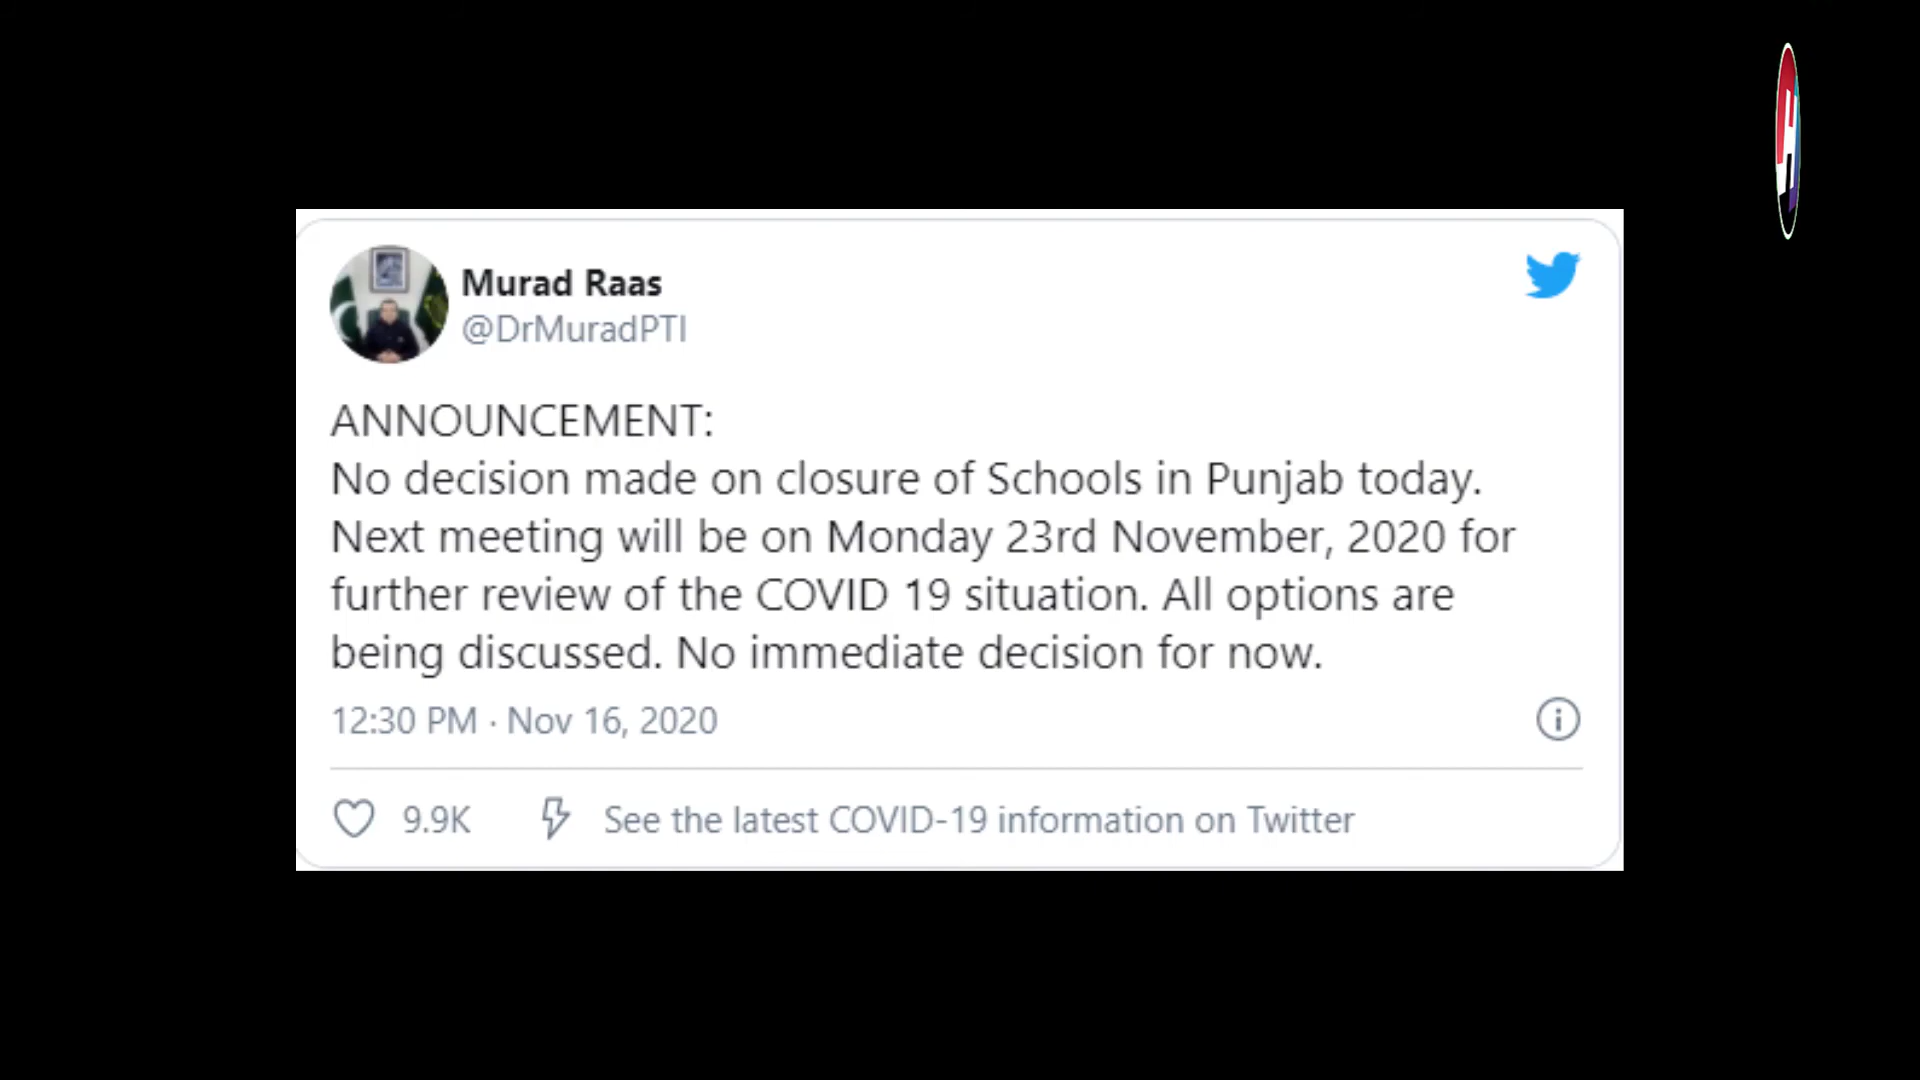 Murad Raas
@DrMuradPTI
ANNOUNCEMENT:
No decision made on closure of Schools in Punjab today.
Next meeting will be on Monday 23rd November, 2020 for
further review of the COVID 19 situation. All options are
being discussed. No immediate decision for now.
12:30 PM · Nov 16, 2020
9.9K See the latest COVID-19 information on Twitter